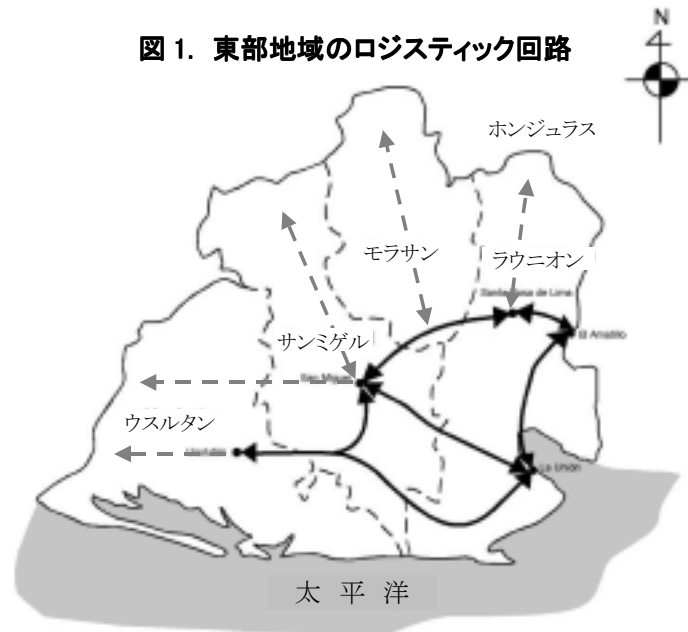 N
図 1. 東部地域のロジスティック回路
ホンジュラス
モラサン
ラウニオン
Santa Rosa de Lima
El Amatillo
サンミゲル
San Miguel
ウスルタン
Usulután
La Unión
太 平 洋